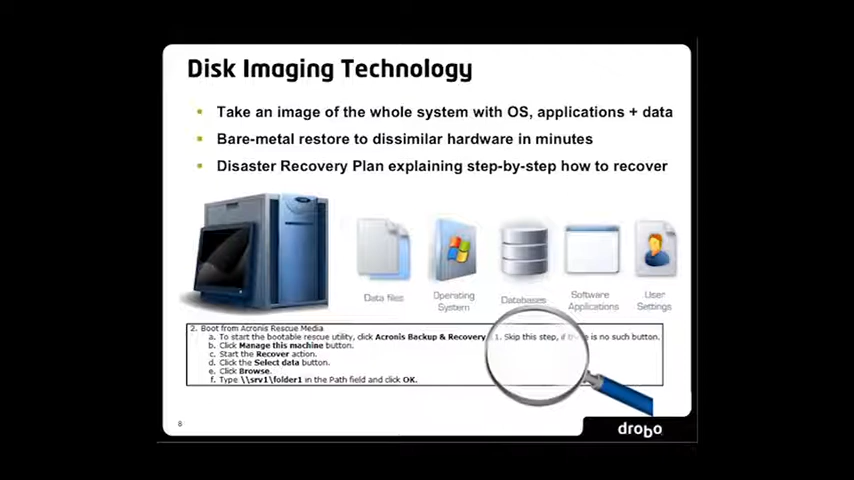 Disk Imaging Technology
Take an image of the whole system with OS, applications + data
Bare-metal restore to dissimilar hardware in minutes
Disaster Recovery Plan explaining step-by-step how to recover
Data files
Operating
System
Databases
Software
Applications
User
Settings
2. Boot from Acronis Rescue Media
a. To start the bootable rescue utility, click Acronis Backup & Recovery 1. Skip this step, if is no such button.
b. Click Manage this machine button.
c. Start the Recover action.
d. Click the Select data button.
e. Click Browse.
f. Type \\srv1\folder1 in the Path field and click OK.
8
drobo